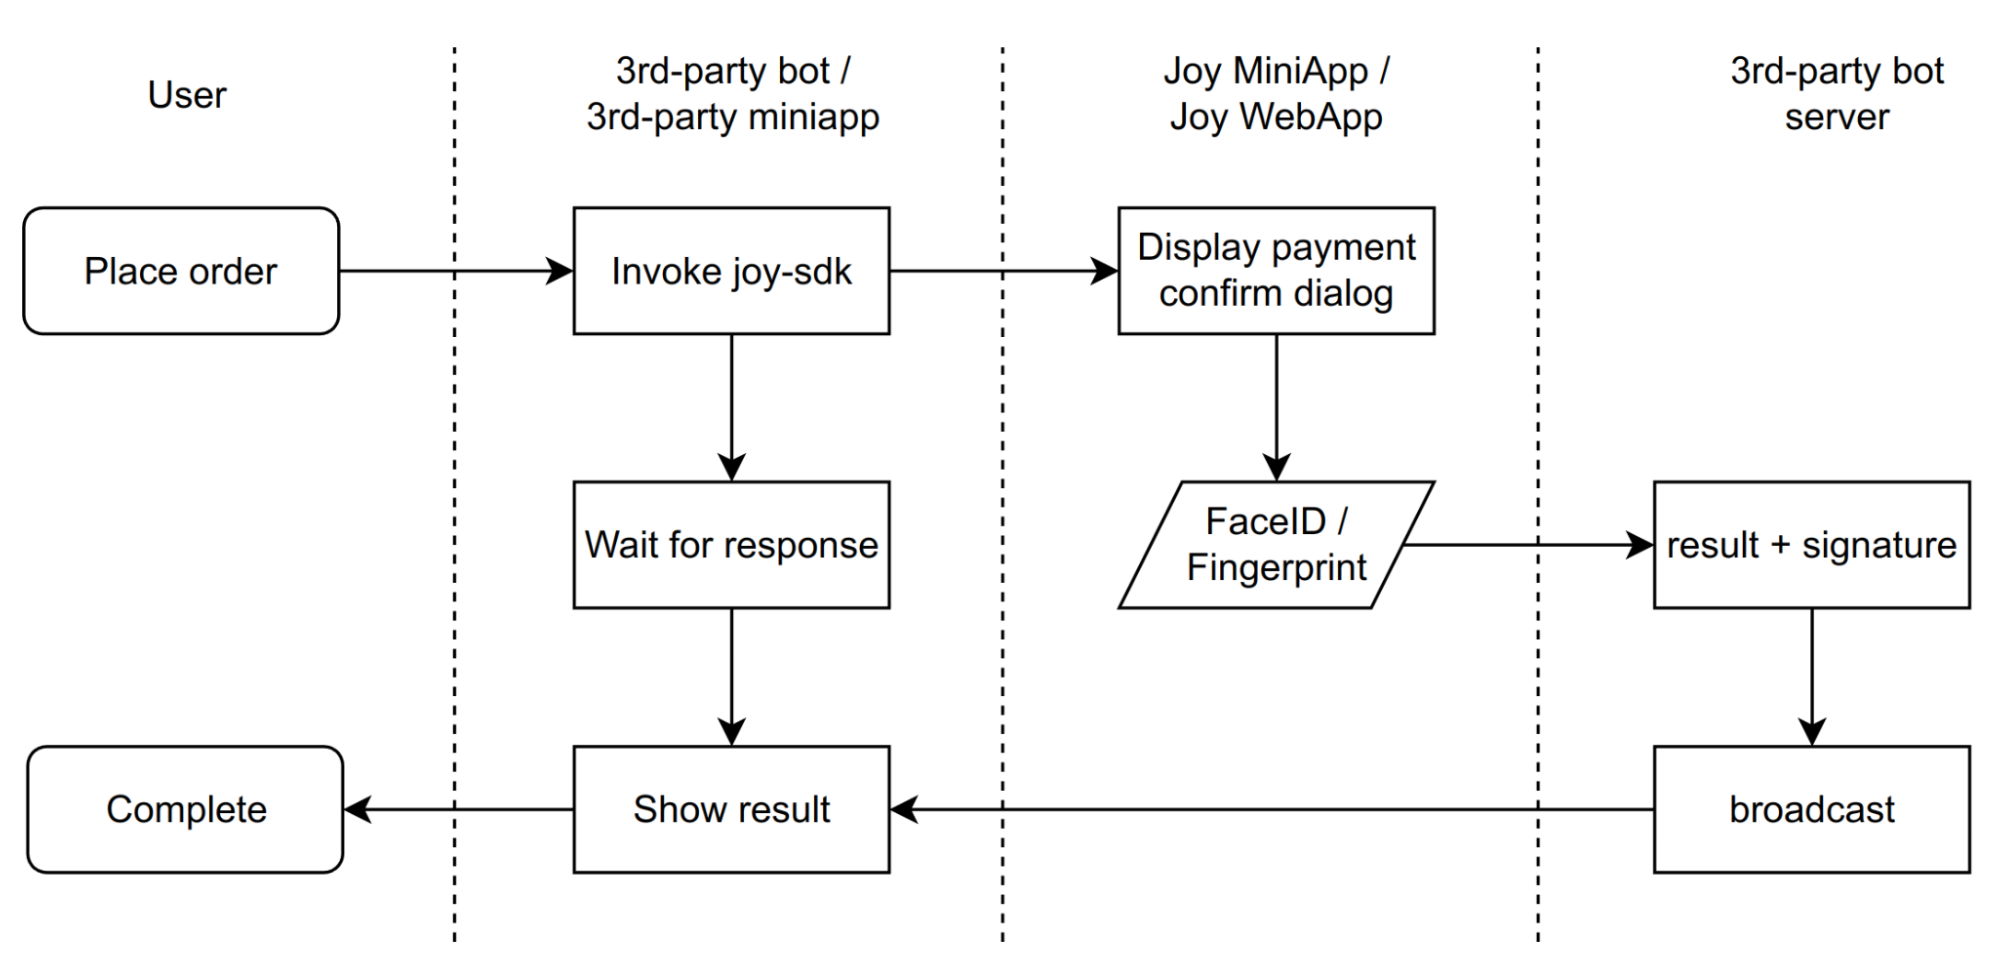 User
3rd-party bot /
3rd-party miniapp
Joy MiniApp /
Joy WebApp
3rd-party bot
server
Place order
Invoke joy-sdk
Display payment
confirm dialog
Wait for response
FaceID /
Fingerprint
result + signature
Complete
Show result
broadcast